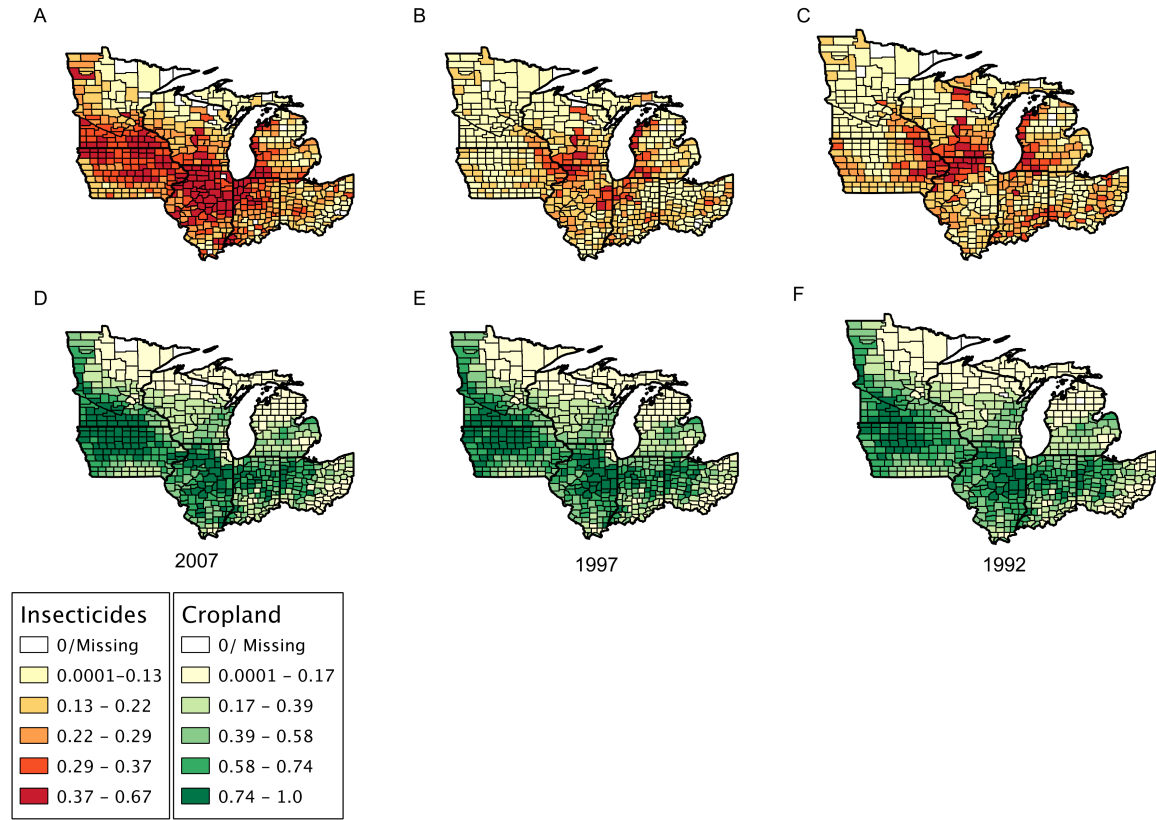 A
B
C
D
E
F
2007
1997
1992
Insecticides
0/Missing
0.0001–0.13
0.13 – 0.22
0.22 – 0.29
0.29 – 0.37
0.37 – 0.67
Cropland
0/ Missing
0.0001 – 0.17
0.17 – 0.39
0.39 – 0.58
0.58 – 0.74
0.74 – 1.0